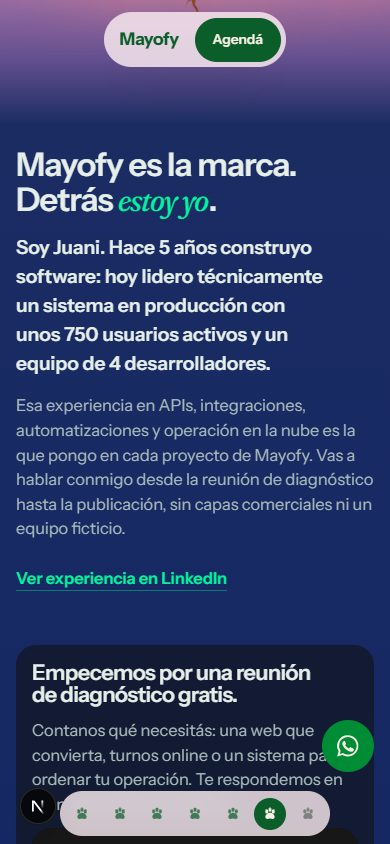 Mayofy Agendá
Mayofy es la marca.
Detrás estoy yo.
Soy Juani. Hace 5 años construyo
software: hoy lidero técnicamente
un sistema en producción con
unos 750 usuarios activos y un
equipo de 4 desarrolladores.
Esa experiencia en APIs, integraciones,
automatizaciones y operación en la nube es la
que pongo en cada proyecto de Mayofy. Vas a
hablar conmigo desde la reunión de diagnóstico
hasta la publicación, sin capas comerciales ni un
equipo ficticio.
Ver experiencia en LinkedIn
Empecemos por una reunión
de diagnóstico gratis.
Contanos qué necesitás: una web que
convierta, turnos online o un sistema
ordenar tu operación. Te respondemos en
N